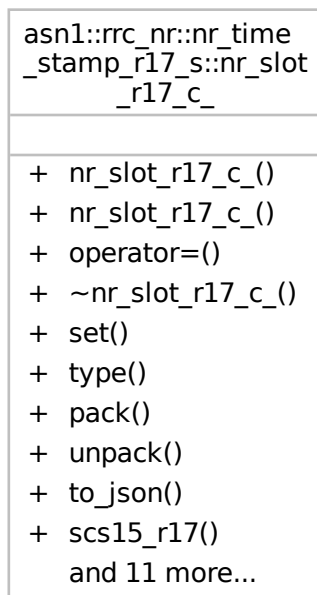 asn1::rrc_nr::nr_time
_stamp_r17_s::nr_slot
_r17_c_
+ nr_slot_r17_c_()
+ nr_slot_r17_c_()
+ operator=()
+ ~nr_slot_r17_c_()
+ set()
+ type()
+ pack()
+ unpack()
+ to_json()
+ scs15_r17()
and 11 more...